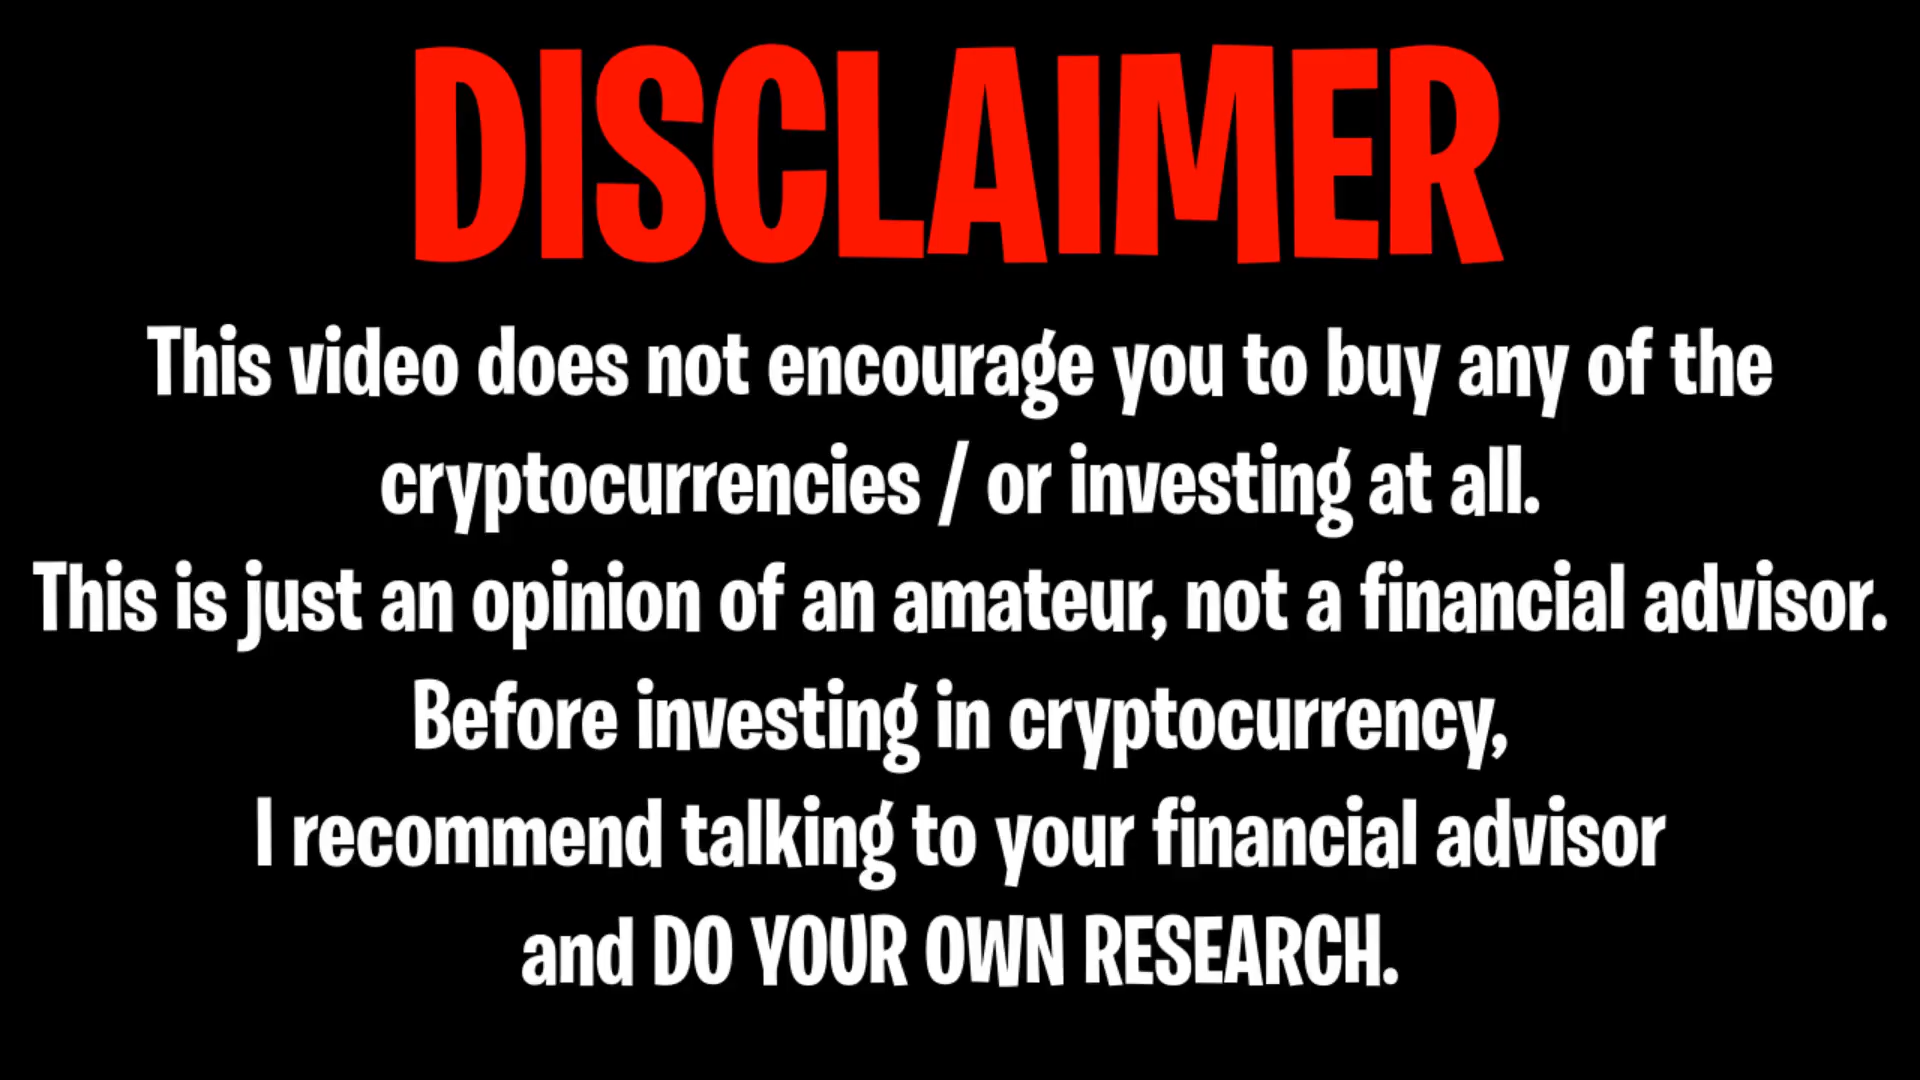 DISCLAIMER
This video does not encourage you to buy any of the
cryptocurrencies / or investing at all.
This is just an opinion of an amateur, not a financial advisor.
Before investing in cryptocurrency,
I recommend talking to your financial advisor
and DO YOUR OWN RESEARCH.